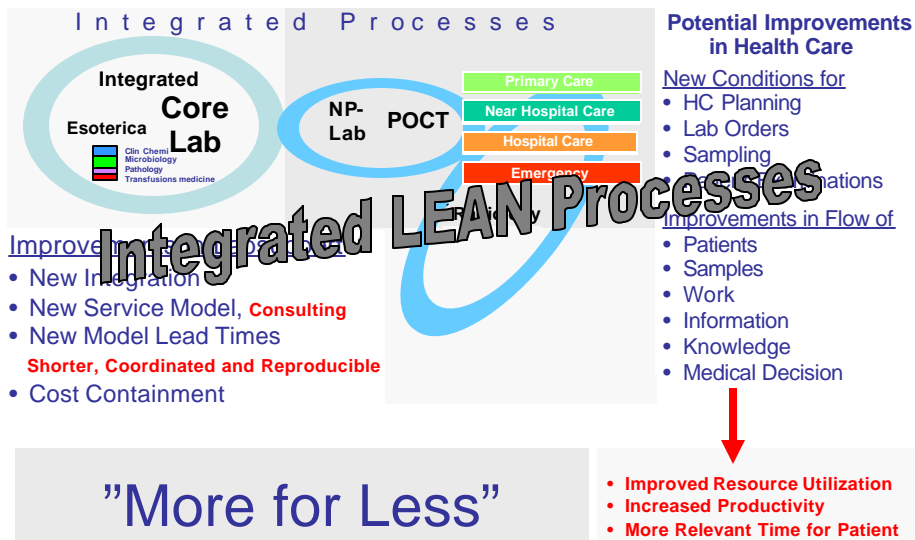 Integrated Processes
Integrated
Core
Lab
Esoterica
Clin Chemi
Microbiology
Pathology
Transfusions medicine
NP-
Lab
POCT
Primary Care
Near Hospital Care
Hospital Care
Emergency
Integrated LEAN Processes
• New Integration
• New Service Model, Consulting
• New Model Lead Times
Shorter, Coordinated and Reproducible
• Cost Containment
Potential Improvements
in Health Care
New Conditions for
• HC Planning
• Lab Orders
• Sampling
Improvements in Flow of
• Patients
• Samples
• Work
• Information
• Knowledge
• Medical Decision
”More for Less”
• Improved Resource Utilization
• Increased Productivity
• More Relevant Time for Patient